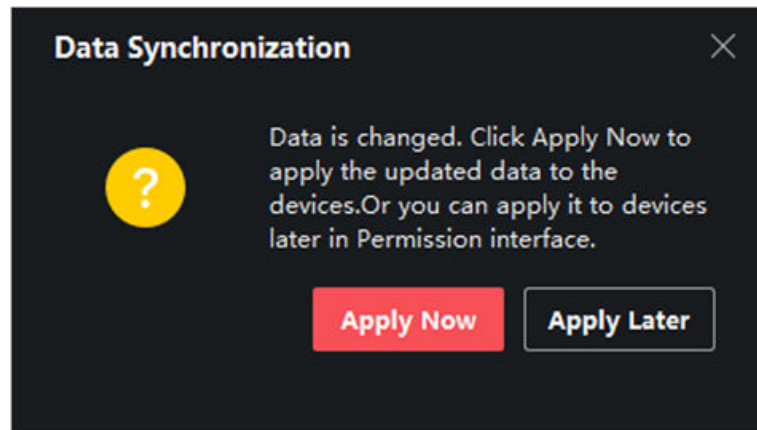 Data Synchronization
?
Data is changed. Click Apply Now to
apply the updated data to the
devices.Or you can apply it to devices
later in Permission interface.
Apply Now
Apply Later